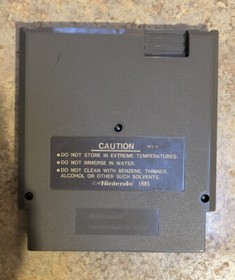 CAUTION
●DO NOT STORE IN EXTREME TEMPERATURES.
●DO NOT IMMERSE IN WATER.
●DO NOT CLEAN WITH BENZENE, THINNER,
ALCOHOL OR OTHER SUCH SOLVENTS.
©Nintendo 1985